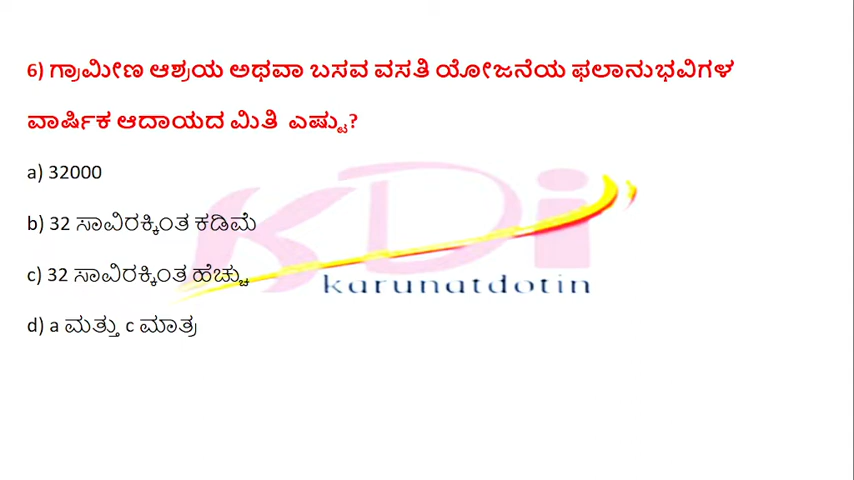 6) ಗ್ರಾಮೀಣ ಆಶ್ರಯ ಅಥವಾ ಬಸವ ವಸತಿ ಯೋಜನೆಯ ಫಲಾನುಭವಿಗಳ
ವಾರ್ಷಿಕ ಆದಾಯದ ಮಿತಿ ಎಷ್ಟು?
a) 32000
b) 32 ಸಾವಿರಕ್ಕಿಂತ ಕಡಿಮೆ
c) 32 ಸಾವಿರಕ್ಕಿಂತ ಹೆಚ್ಚು
d) a ಮತ್ತು c ಮಾತ್ರ
KDi
karunatdotin